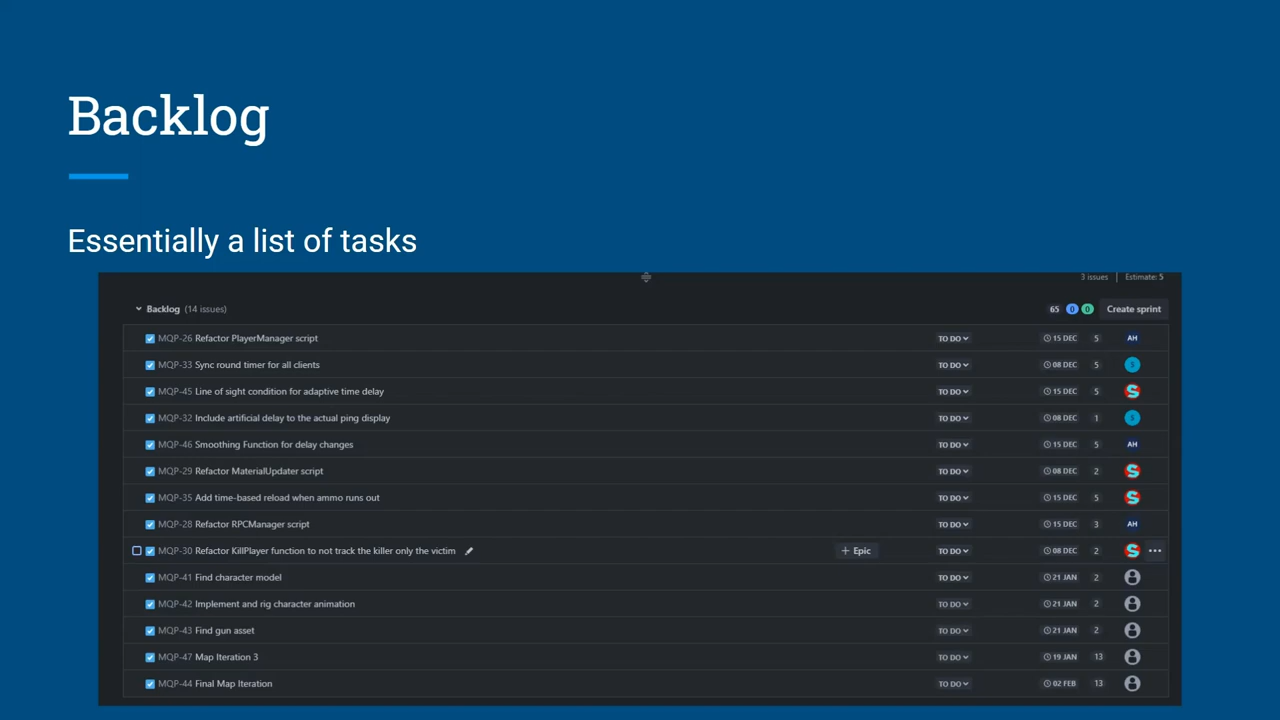 Backlog
Essentially a list of tasks
3 issues Estimate: 5
Backlog (14 issues) 65 0 0 Create sprint
MQP-26 Refactor PlayerManager script TO DO 15 DEC 5 AH
MQP-33 Sync round timer for all clients TO DO 08 DEC 5 S
MQP-45 Line of sight condition for adaptive time delay TO DO 15 DEC 5 S
MQP-32 Include artificial delay to the actual ping display TO DO 08 DEC 1 S
MQP-46 Smoothing Function for delay changes TO DO 15 DEC 5 AH
MQP-29 Refactor MaterialUpdater script TO DO 08 DEC 2 S
MQP-35 Add time-based reload when ammo runs out TO DO 15 DEC 5 S
MQP-28 Refactor RPCManager script TO DO 15 DEC 3 AH
MQP-30 Refactor KillPlayer function to not track the killer only the victim + Epic TO DO 08 DEC 2 S
MQP-41 Find character model TO DO 21 JAN 2
MQP-42 Implement and rig character animation TO DO 21 JAN 2
MQP-43 Find gun asset TO DO 21 JAN 2
MQP-47 Map Iteration 3 TO DO 19 JAN 13
MQP-44 Final Map Iteration TO DO 02 FEB 13